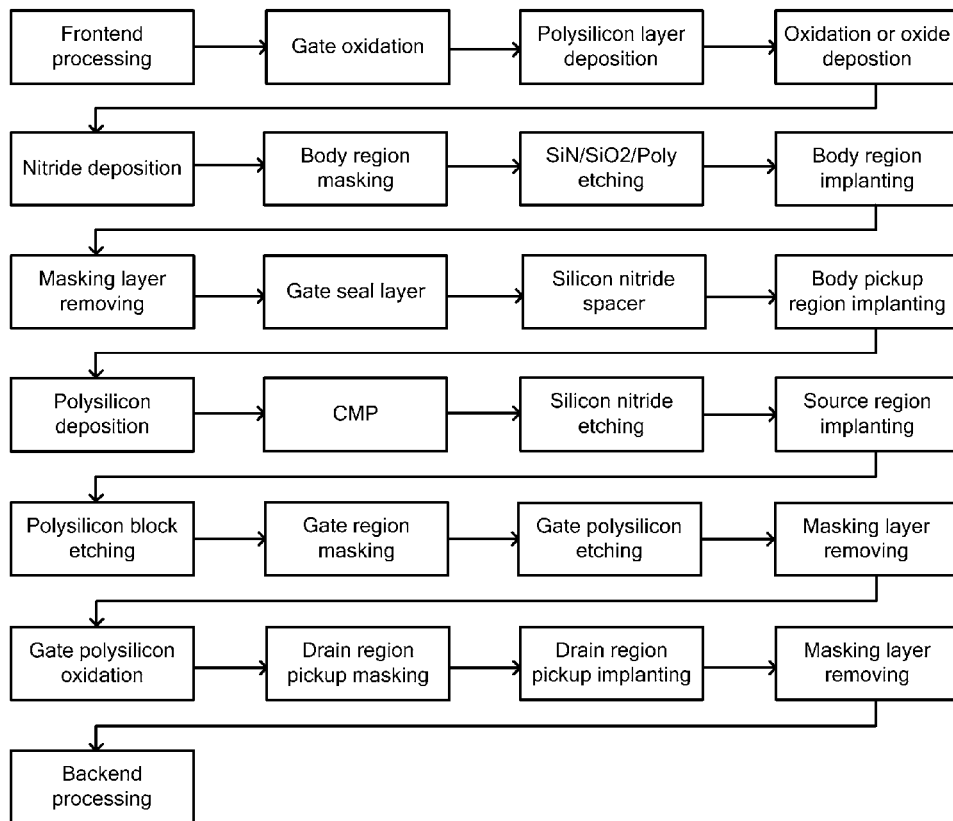 Frontend
processing
Gate oxidation
Polysilicon layer
deposition
Oxidation or oxide
depostion
Nitride deposition
Body region
masking
SiN/SiO2/Poly
etching
Body region
implanting
Masking layer
removing
Gate seal layer
Silicon nitride
spacer
Body pickup
region implanting
Polysilicon
deposition
CMP
Silicon nitride
etching
Source region
implanting
Polysilicon block
etching
Gate region
masking
Gate polysilicon
etching
Masking layer
removing
Gate polysilicon
oxidation
Drain region
pickup masking
Drain region
pickup implanting
Masking layer
removing
Backend
processing